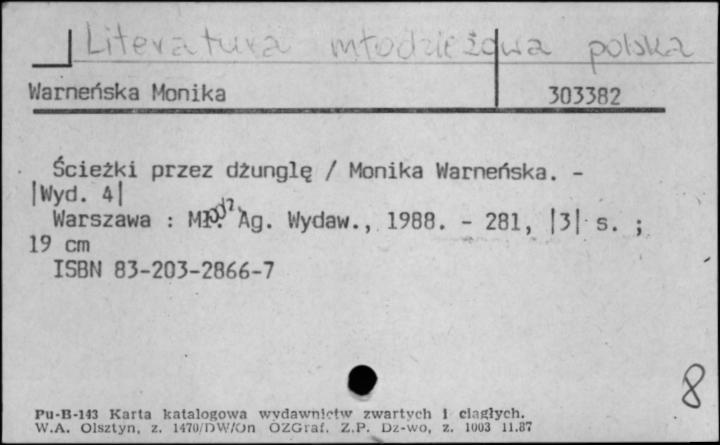 Literatura młodzieżowa polska
Warneńska Monika 303382
Ścieżki przez dżunglę / Monika Warneńska. -
|Wyd. 4|
Warszawa : Młodz. Ag. Wydaw., 1988. - 281, |3| s. ;
19 cm
ISBN 83-203-2866-7
8
Pu-B-143 Karta katalogowa wydawnictw zwartych i ciągłych.
W.A. Olsztyn, z. 1470/DW/On OZGraf. Z.P. Dz-wo, z. 1003 11.87